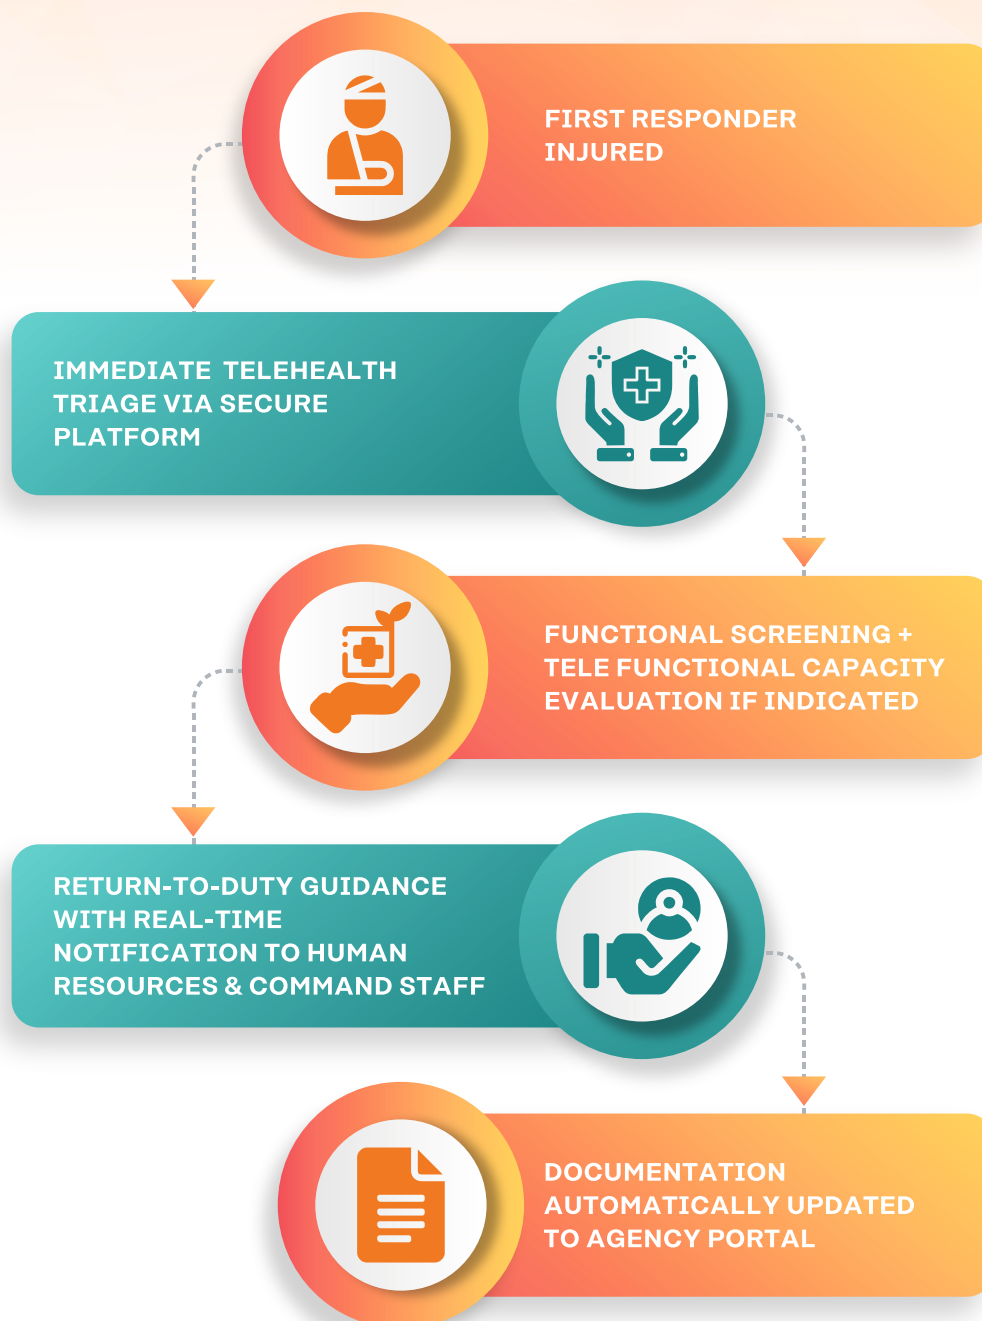 FIRST RESPONDER
INJURED
IMMEDIATE TELEHEALTH
TRIAGE VIA SECURE
PLATFORM
FUNCTIONAL SCREENING +
TELE FUNCTIONAL CAPACITY
EVALUATION IF INDICATED
RETURN-TO-DUTY GUIDANCE
WITH REAL-TIME
NOTIFICATION TO HUMAN
RESOURCES & COMMAND STAFF
DOCUMENTATION
AUTOMATICALLY UPDATED
TO AGENCY PORTAL